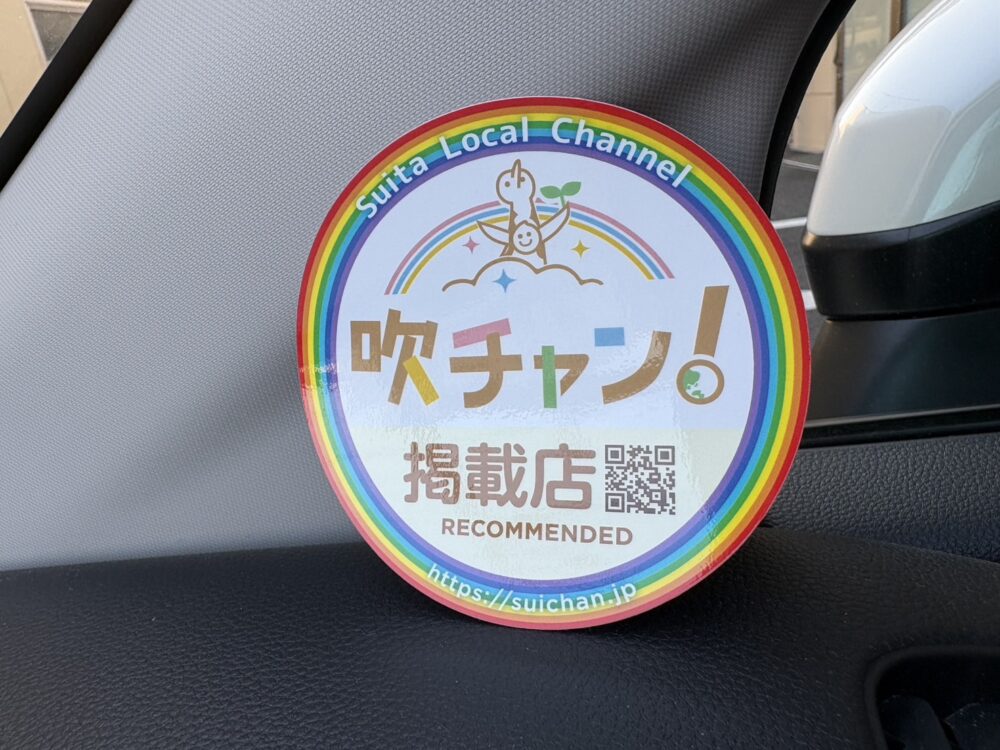 Suita Local Channel
吹チャン!
掲載店
RECOMMENDED
https://suichan.jp